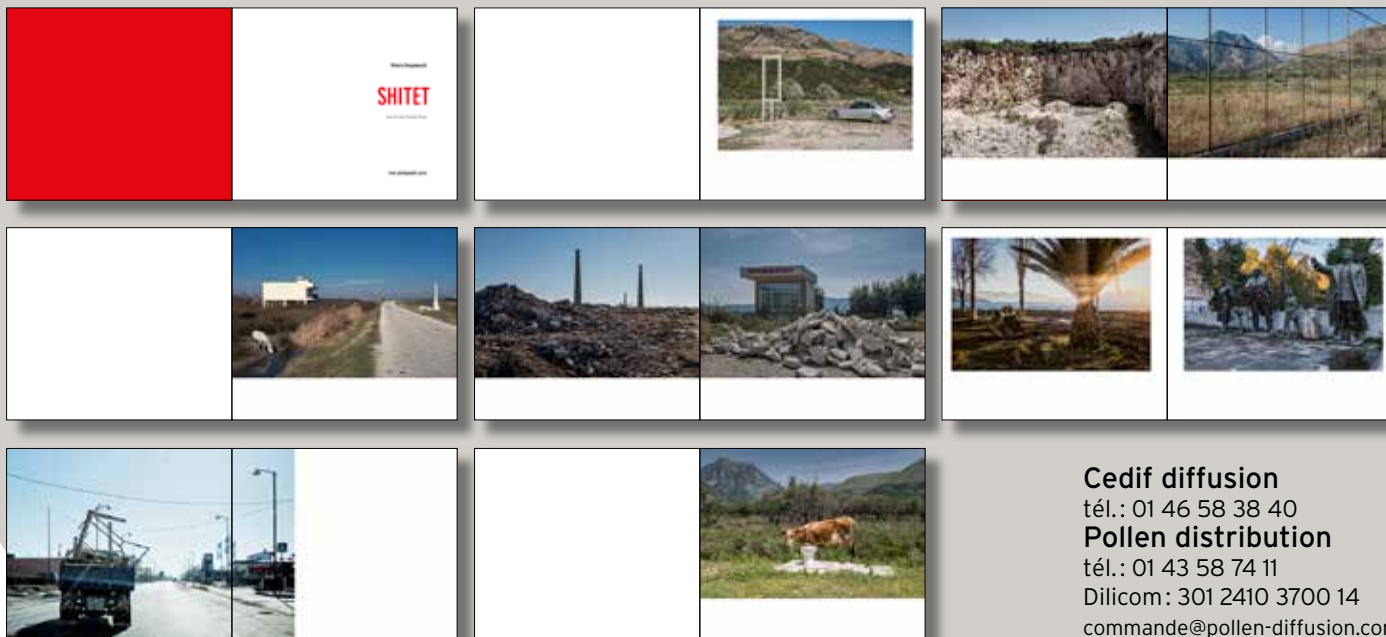 SHITET
Cedif diffusion
tél.: 01 46 58 38 40
Pollen distribution
tél.: 01 43 58 74 11
Dilicom: 301 2410 3700 14